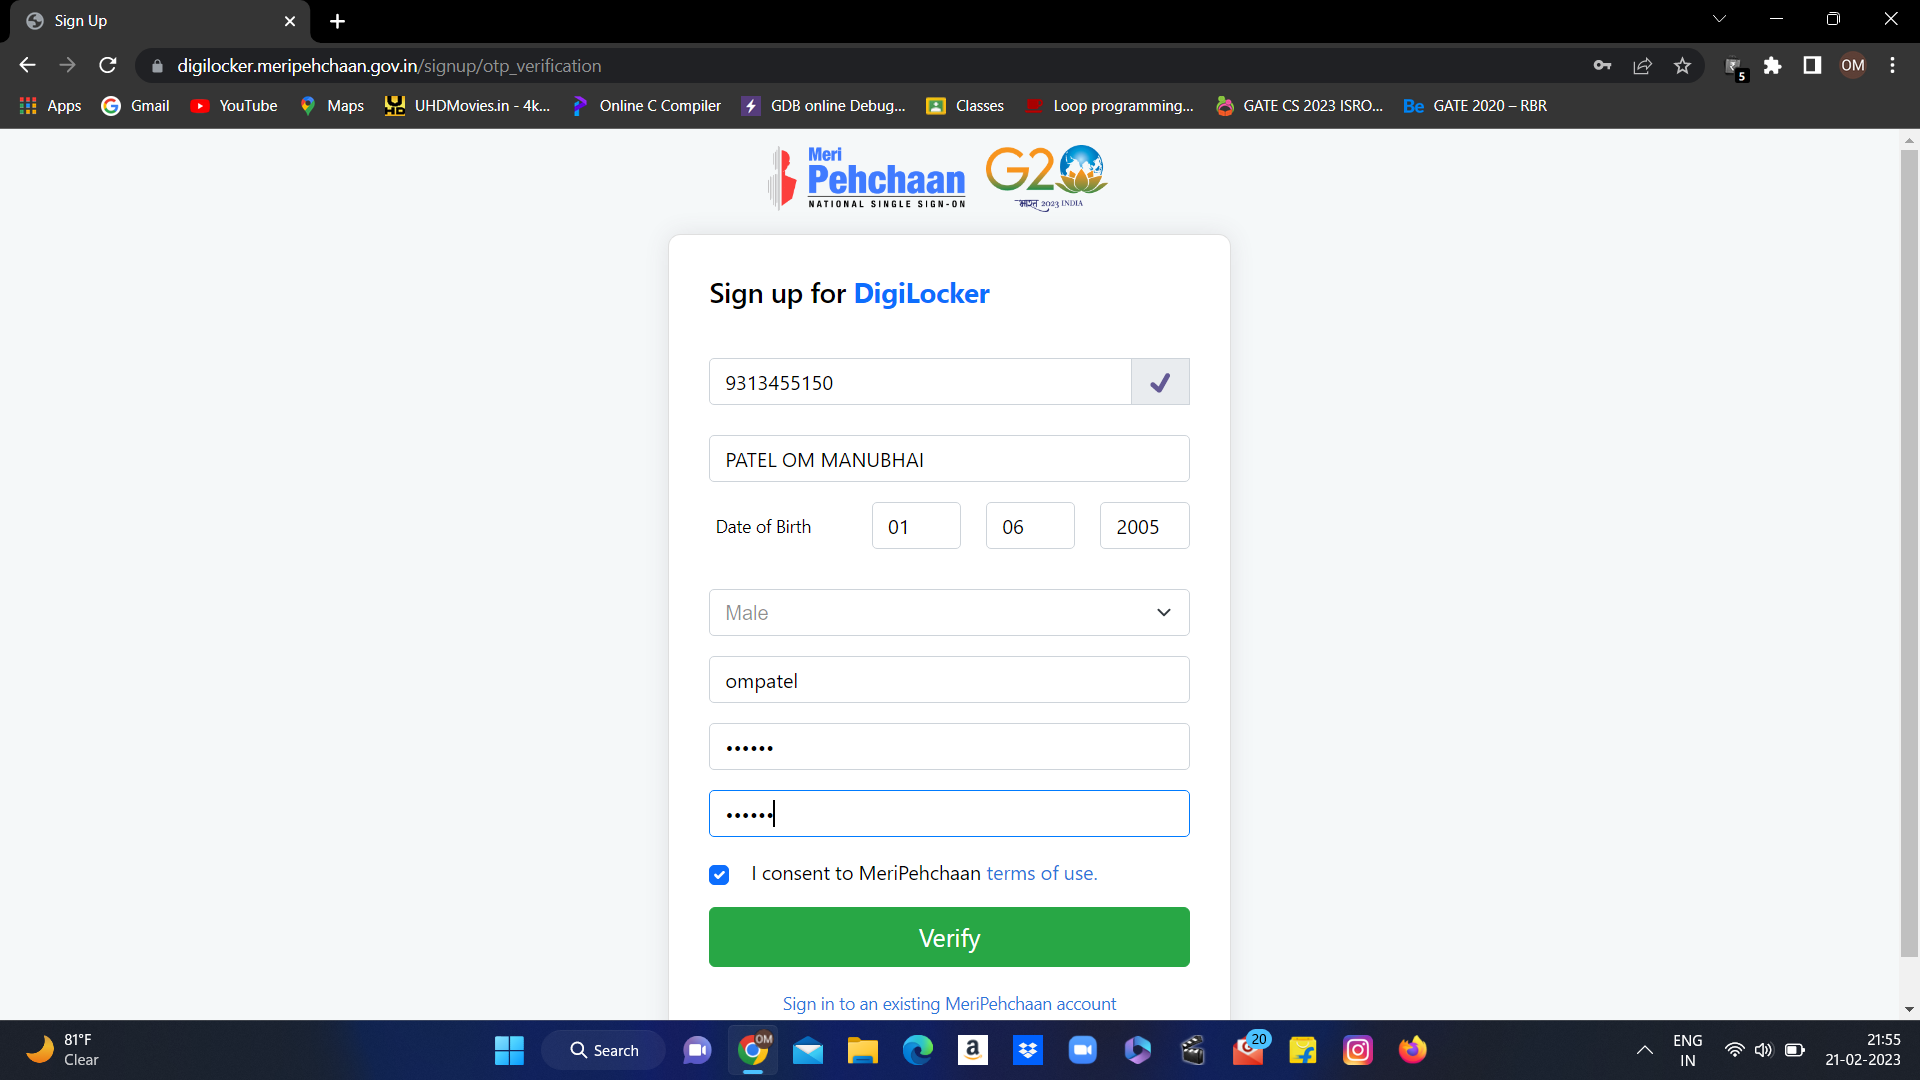 Sign Up
digilocker.meripehchaan.gov.in/signup/otp_verification
5
OM
Apps
Gmail
YouTube
Maps
UHDMovies.in - 4k...
Online C Compiler
GDB online Debug...
Classes
Loop programming...
GATE CS 2023 ISRO...
Be GATE 2020 – RBR
Meri
Pehchaan
NATIONAL SINGLE SIGN-ON
G20
भारत 2023 INDIA
Sign up for DigiLocker
9313455150
PATEL OM MANUBHAI
Date of Birth 01 06 2005
Male
ompatel
••••••
••••••
I consent to MeriPehchaan terms of use.
Verify
Sign in to an existing MeriPehchaan account
81°F
Clear
Search
OM
a
20
ENG
IN
21:55
21-02-2023